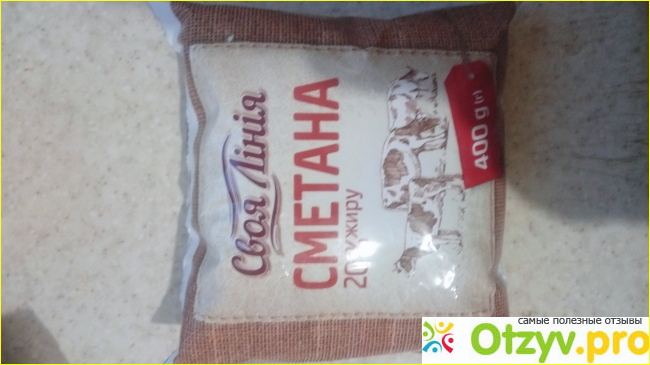 Своя Лінія
СМЕТАНА
20% жиру
400 g (г)
самые полезные отзывы
Otzyv.pro